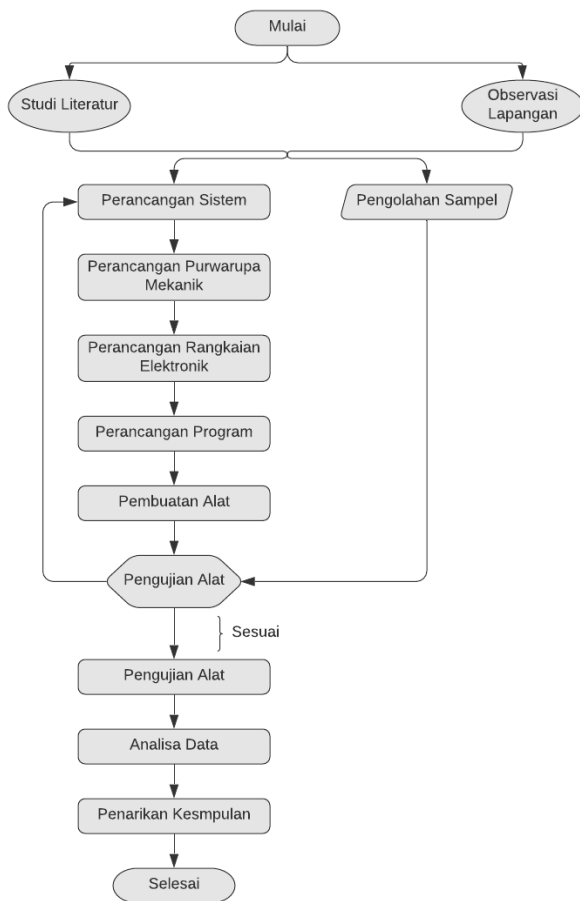 Mulai
Studi Literatur
Observasi
Lapangan
Perancangan Sistem
Pengolahan Sampel
Perancangan Purwarupa
Mekanik
Perancangan Rangkaian
Elektronik
Perancangan Program
Pembuatan Alat
Pengujian Alat
Sesuai
Pengujian Alat
Analisa Data
Penarikan Kesmpulan
Selesai